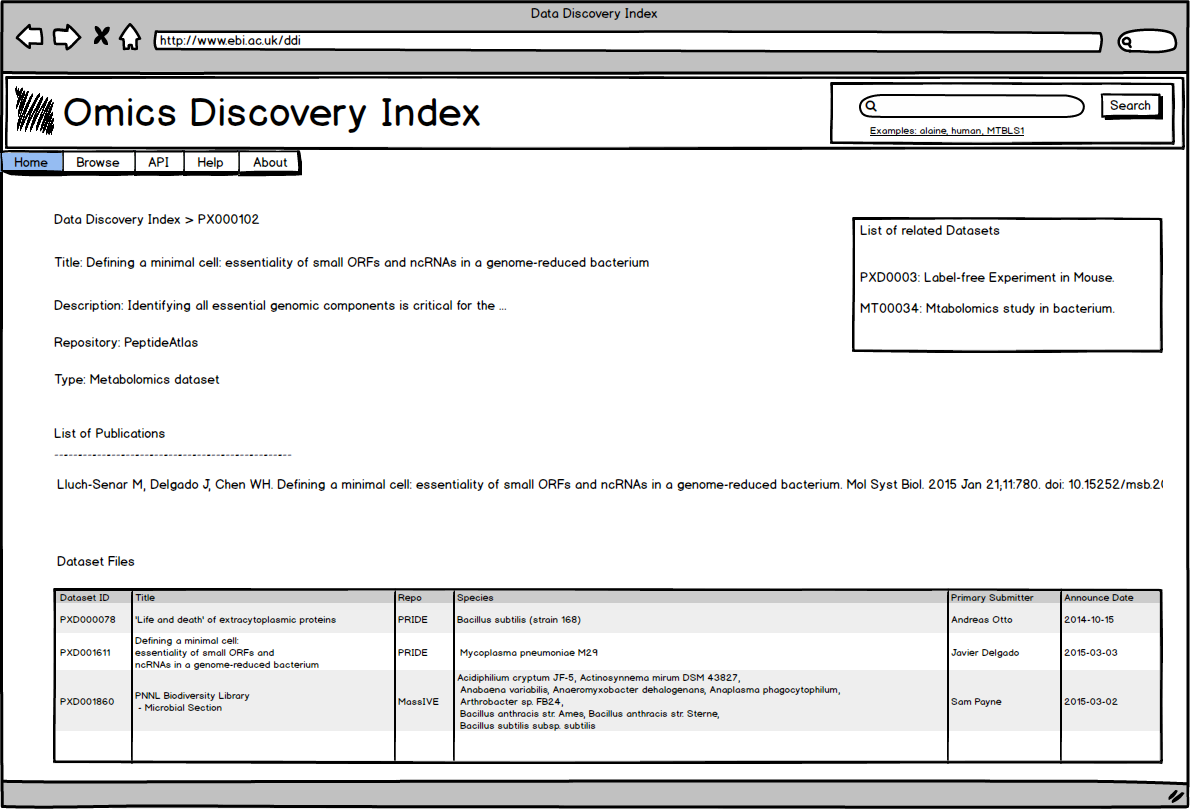 Data Discovery Index
http://www.ebi.ac.uk/ddi
Omics Discovery Index
Search
Examples: alaine, human, MTBLS1
Home Browse API Help About
Data Discovery Index > PX000102
List of related Datasets
Title: Defining a minimal cell: essentiality of small ORFs and ncRNAs in a genome-reduced bacterium
PXD0003: Label-free Experiment in Mouse.
Description: Identifying all essential genomic components is critical for the ...
MT00034: Mtabolomics study in bacterium.
Repository: PeptideAtlas
Type: Metabolomics dataset
List of Publications
--------------------------------------------------
Lluch-Senar M, Delgado J, Chen WH. Defining a minimal cell: essentiality of small ORFs and ncRNAs in a genome-reduced bacterium. Mol Syst Biol. 2015 Jan 21;11:780. doi: 10.15252/msb.20
Dataset Files
Dataset ID Title Repo Species Primary Submitter Announce Date
PXD000078 'Life and death' of extracytoplasmic proteins PRIDE Bacillus subtilis (strain 168) Andreas Otto 2014-10-15
Defining a minimal cell:
PXD001611 essentiality of small ORFs and PRIDE Mycoplasma pneumoniae M29 Javier Delgado 2015-03-03
ncRNAs in a genome-reduced bacterium
Acidiphilium cryptum JF-5, Actinosynnema mirum DSM 43827,
Anabaena variabilis, Anaeromyxobacter dehalogenans, Anaplasma phagocytophilum,
PXD001860 PNNL Biodiversity Library MassIVE Arthrobacter sp. FB24, Sam Payne 2015-03-02
- Microbial Section Bacillus anthracis str. Ames, Bacillus anthracis str. Sterne,
Bacillus subtilis subsp. subtilis